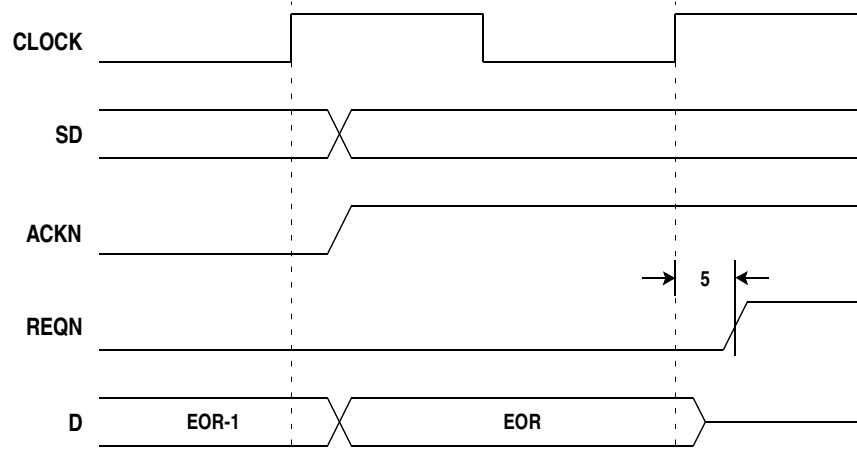 CLOCK
SD
ACKN
5
REQN
D
EOR-1
EOR